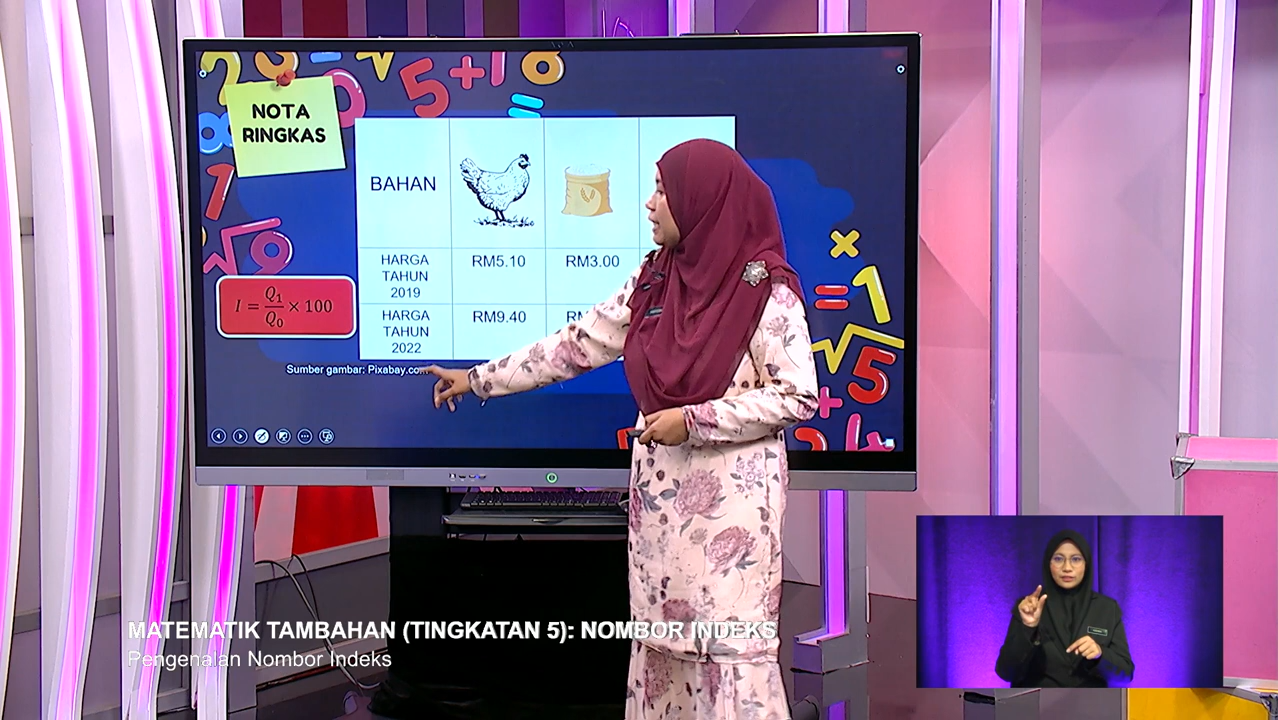 NOTA
RINGKAS
BAHAN
HARGA
TAHUN
2019
RM5.10
RM3.00
HARGA
TAHUN
2022
RM9.40
I = Q₁/Q₀ × 100
Sumber gambar: Pixabay.com
MATEMATIK TAMBAHAN (TINGKATAN 5): NOMBOR INDEKS
Pengenalan Nombor Indeks